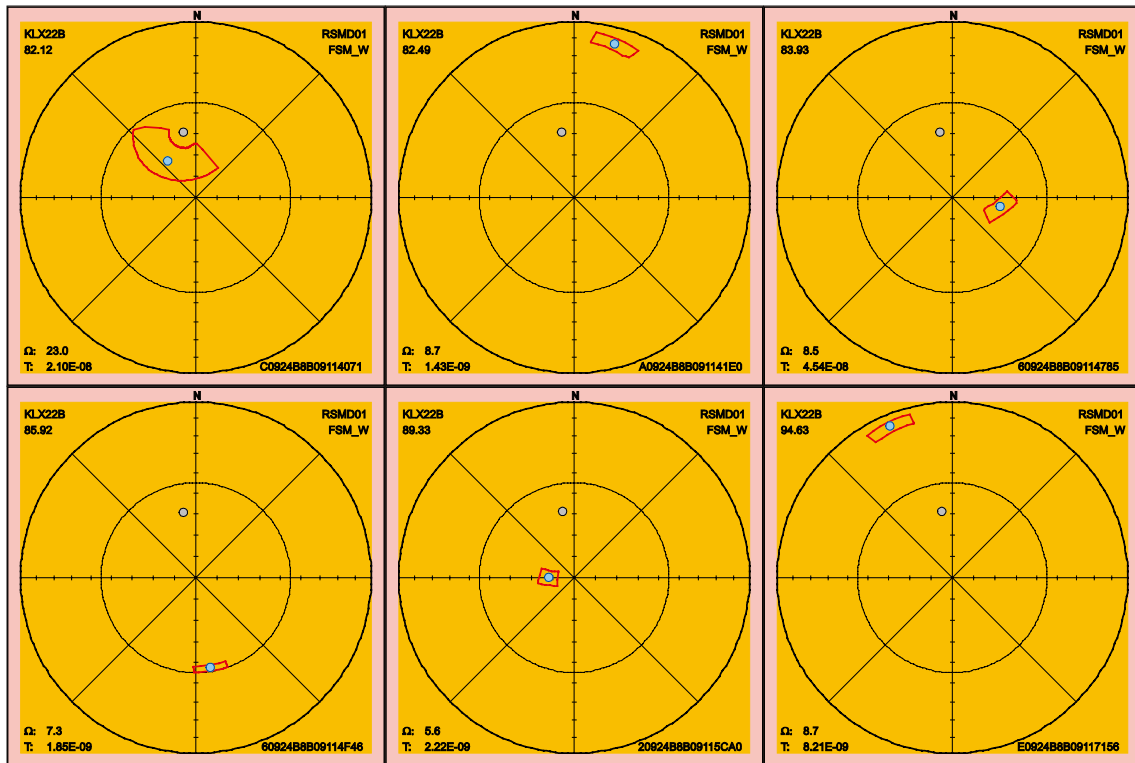 N
KLX22B RSMD01
82.12 FSM_W
Ω: 23.0
T: 2.10E-08 C0924B8B09114071
N
KLX22B RSMD01
82.49 FSM_W
Ω: 8.7
T: 1.43E-09 A0924B8B091141E0
N
KLX22B RSMD01
83.93 FSM_W
Ω: 8.5
T: 4.54E-08 60924B8B09114785
N
KLX22B RSMD01
85.92 FSM_W
Ω: 7.3
T: 1.85E-09 60924B8B09114F46
N
KLX22B RSMD01
89.33 FSM_W
Ω: 5.6
T: 2.22E-09 20924B8B09115CA0
N
KLX22B RSMD01
94.63 FSM_W
Ω: 8.7
T: 8.21E-09 E0924B8B09117156